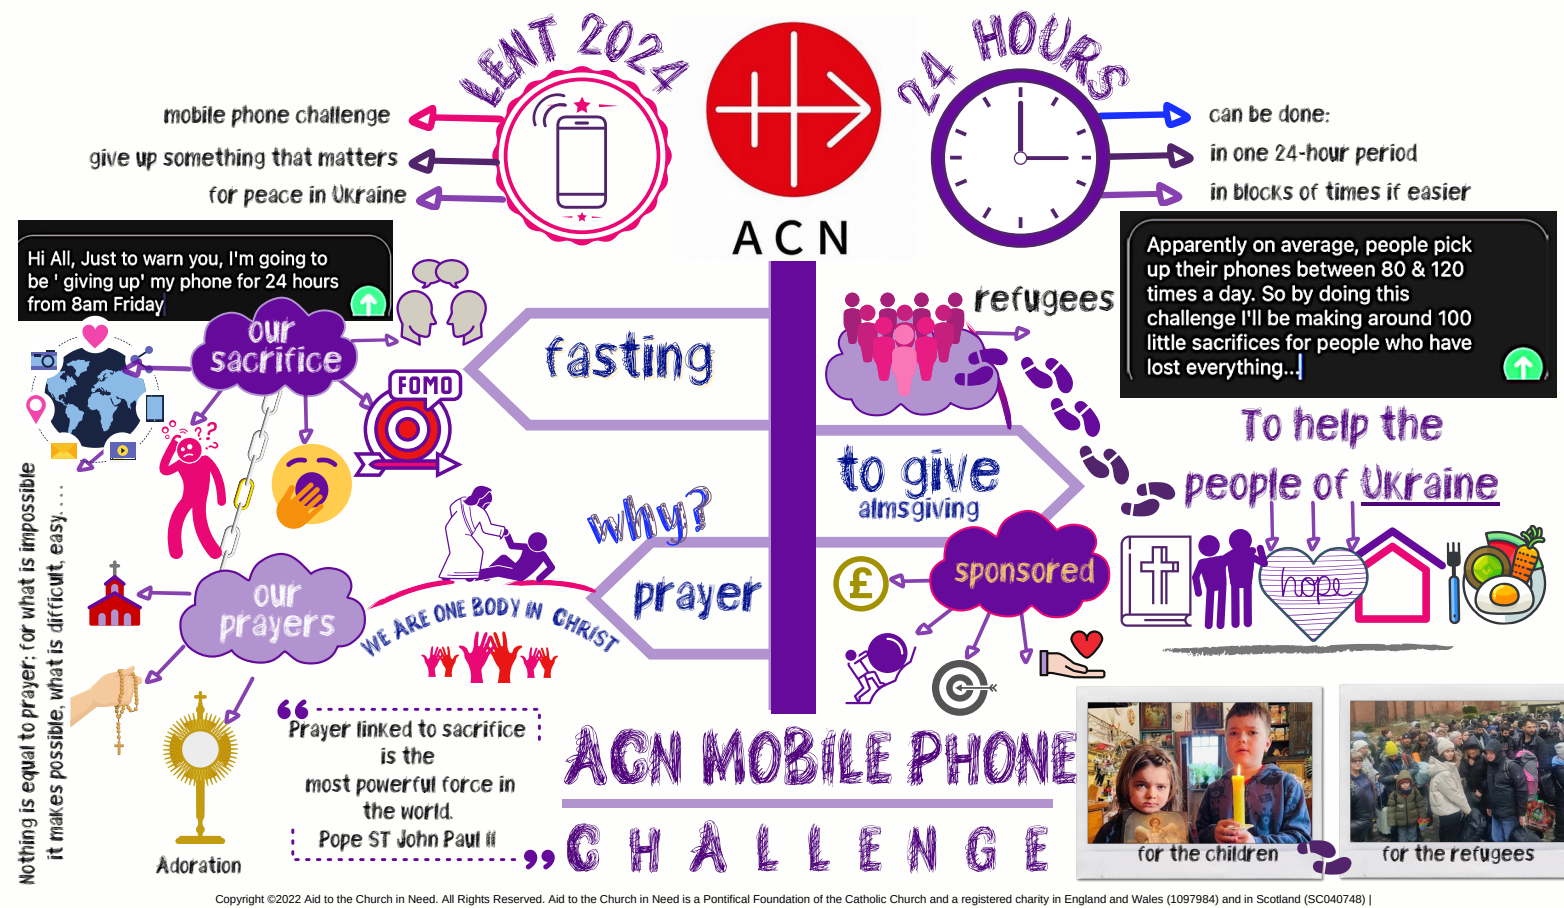 LENT 2024
mobile phone challenge
give up something that matters
for peace in Ukraine
ACN
24 HOURS
can be done:
in one 24-hour period
in blocks of times if easier
Hi All, Just to warn you, I'm going to
be ' giving up' my phone for 24 hours
from 8am Friday
our
sacrifice
FOMO
fasting
refugees
Apparently on average, people pick
up their phones between 80 & 120
times a day. So by doing this
challenge I'll be making around 100
little sacrifices for people who have
lost everything...
to give
almsgiving
To help the
people of Ukraine
why?
prayer
sponsored
£
hope
our
prayers
WE ARE ONE BODY IN CHRIST
Nothing is equal to prayer; for what is impossible
it makes possible, what is difficult, easy. . . .
Adoration
“Prayer linked to sacrifice
is the
most powerful force in
the world.
Pope ST John Paul II”
ACN MOBILE PHONE
CHALLENGE
for the children
for the refugees
Copyright ©2022 Aid to the Church in Need. All Rights Reserved. Aid to the Church in Need is a Pontifical Foundation of the Catholic Church and a registered charity in England and Wales (1097984) and in Scotland (SC040748) |